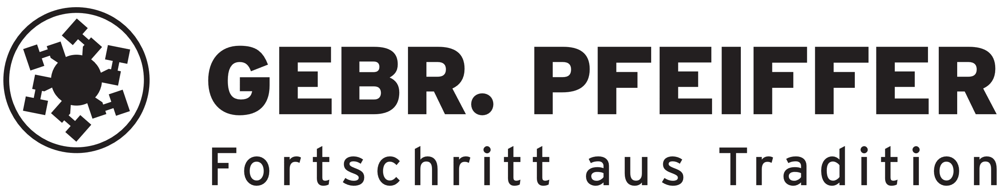 GEBR. PFEIFFER
Fortschritt aus Tradition